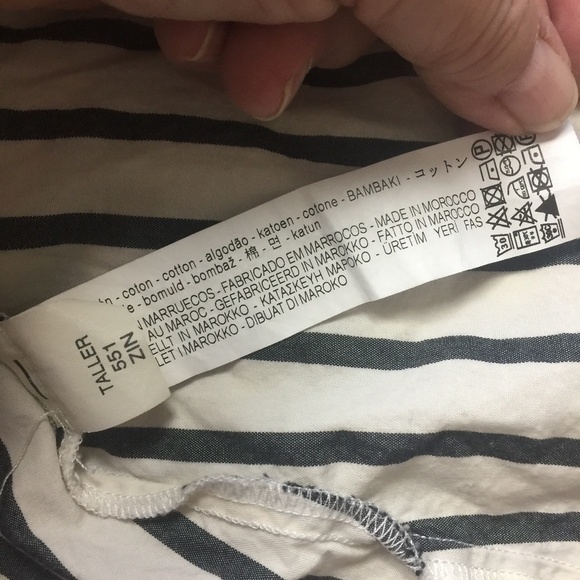 - coton - cotton - algodão - katoen - cotone - BAMBAKI - コットン
- bomuld - bombaž - 棉 - 면 - katun
MARRUECOS - FABRICADO EM MARROCOS - MADE IN MOROCCO
AU MAROC - GEFABRICEERD IN MAROKKO - FATTO IN MAROCCO
IN MAROKKO - ΚΑΤΑΣΚΕΥΗ ΜΑΡΟΚΟ - ÜRETİM YERİ FAS
I MAROKKO - DIBUAT DI MAROKO
TALLER
551
ZIN